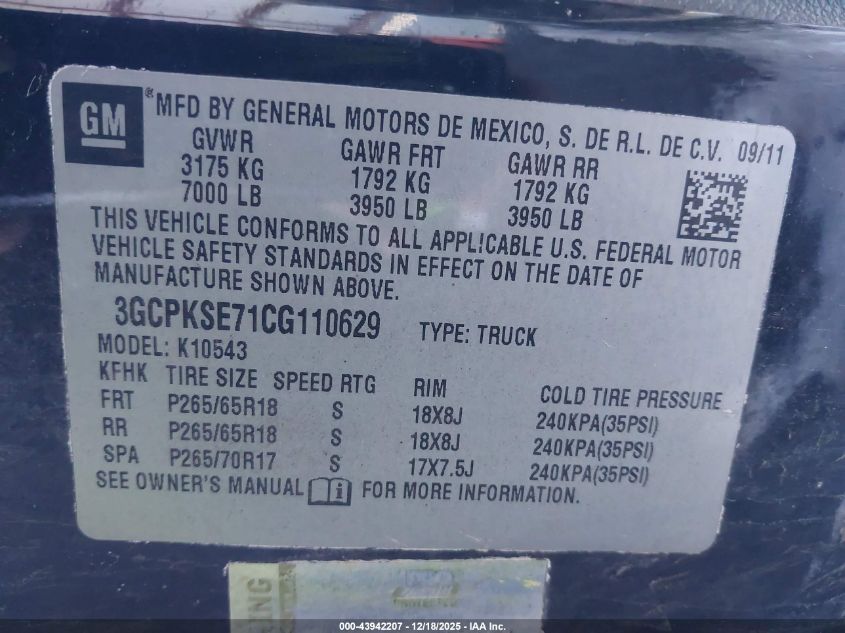 GM
® MFD BY GENERAL MOTORS DE MEXICO, S. DE R.L. DE C.V. 09/11
GVWR GAWR FRT GAWR RR
3175 KG 1792 KG 1792 KG
7000 LB 3950 LB 3950 LB
THIS VEHICLE CONFORMS TO ALL APPLICABLE U.S. FEDERAL MOTOR
VEHICLE SAFETY STANDARDS IN EFFECT ON THE DATE OF
MANUFACTURE SHOWN ABOVE.
3GCPKSE71CG110629 TYPE: TRUCK
MODEL: K10543
KFHK TIRE SIZE SPEED RTG RIM COLD TIRE PRESSURE
FRT P265/65R18 S 18X8J 240KPA(35PSI)
RR P265/65R18 S 18X8J 240KPA(35PSI)
SPA P265/70R17 S 17X7.5J 240KPA(35PSI)
SEE OWNER'S MANUAL i FOR MORE INFORMATION.
PROTECTED
000-43942207 - 12/18/2025 - IAA Inc.